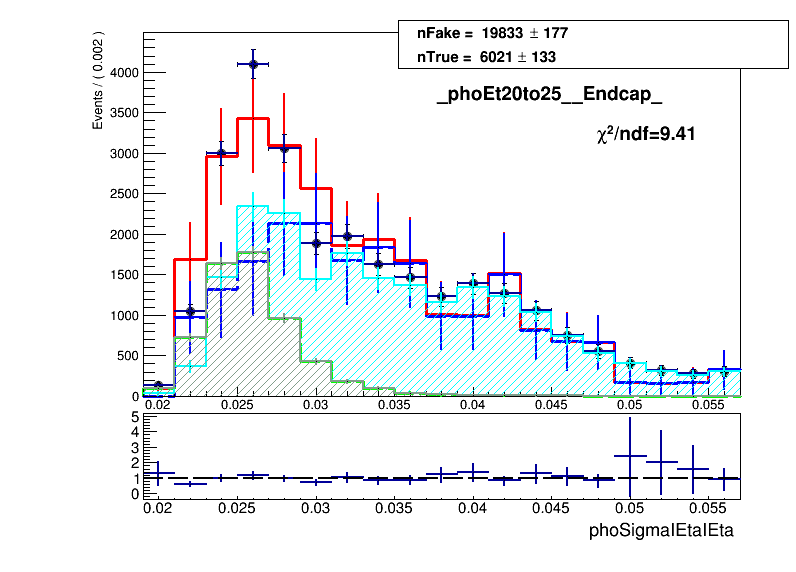 nFake = 19833 ± 177
nTrue = 6021 ± 133
_phoEt20to25__Endcap_
χ²/ndf=9.41
Events / ( 0.002 )
4000
3500
3000
2500
2000
1500
1000
500
0
0.02 0.025 0.03 0.035 0.04 0.045 0.05 0.055
5
4
3
2
1
0
0.02 0.025 0.03 0.035 0.04 0.045 0.05 0.055
phoSigmaIEtaIEta